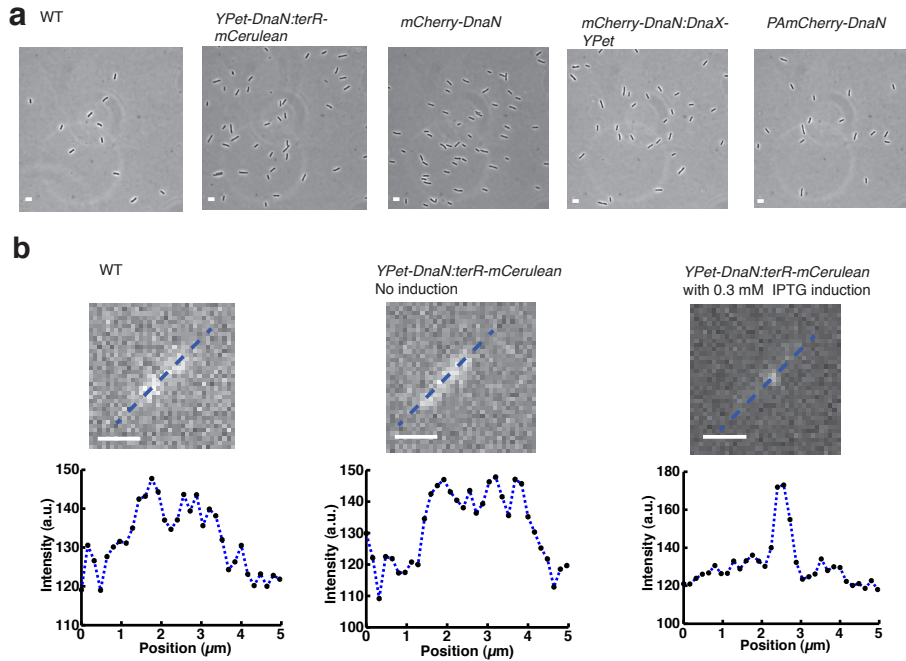 a
WT
YPet-DnaN:terR-
mCerulean
mCherry-DnaN
mCherry-DnaN:DnaX-
YPet
PAmCherry-DnaN
b
WT
YPet-DnaN:terR-mCerulean
No induction
YPet-DnaN:terR-mCerulean
with 0.3 mM IPTG induction
Intensity (a.u.)
150
140
130
120
110
0 1 2 3 4 5
Position (µm)
Intensity (a.u.)
150
140
130
120
110
100
0 1 2 3 4 5
Position (µm)
Intensity (a.u.)
180
160
140
120
100
0 1 2 3 4 5
Position (µm)